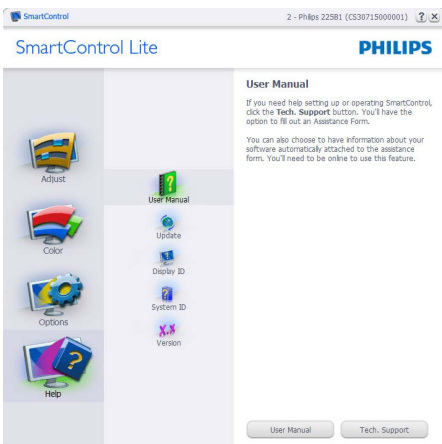 SmartControl
2 - Philips 225B1 (CS30715000001)
?
SmartControl Lite
PHILIPS
Adjust
Color
Options
Help
User Manual
Update
Display ID
System ID
X.X
Version
User Manual
If you need help setting up or operating SmartControl,
click the Tech. Support button. You'll have the
option to fill out an Assistance Form.
You can also choose to have information about your
software automatically attached to the assistance
form. You'll need to be online to use this feature.
User Manual
Tech. Support